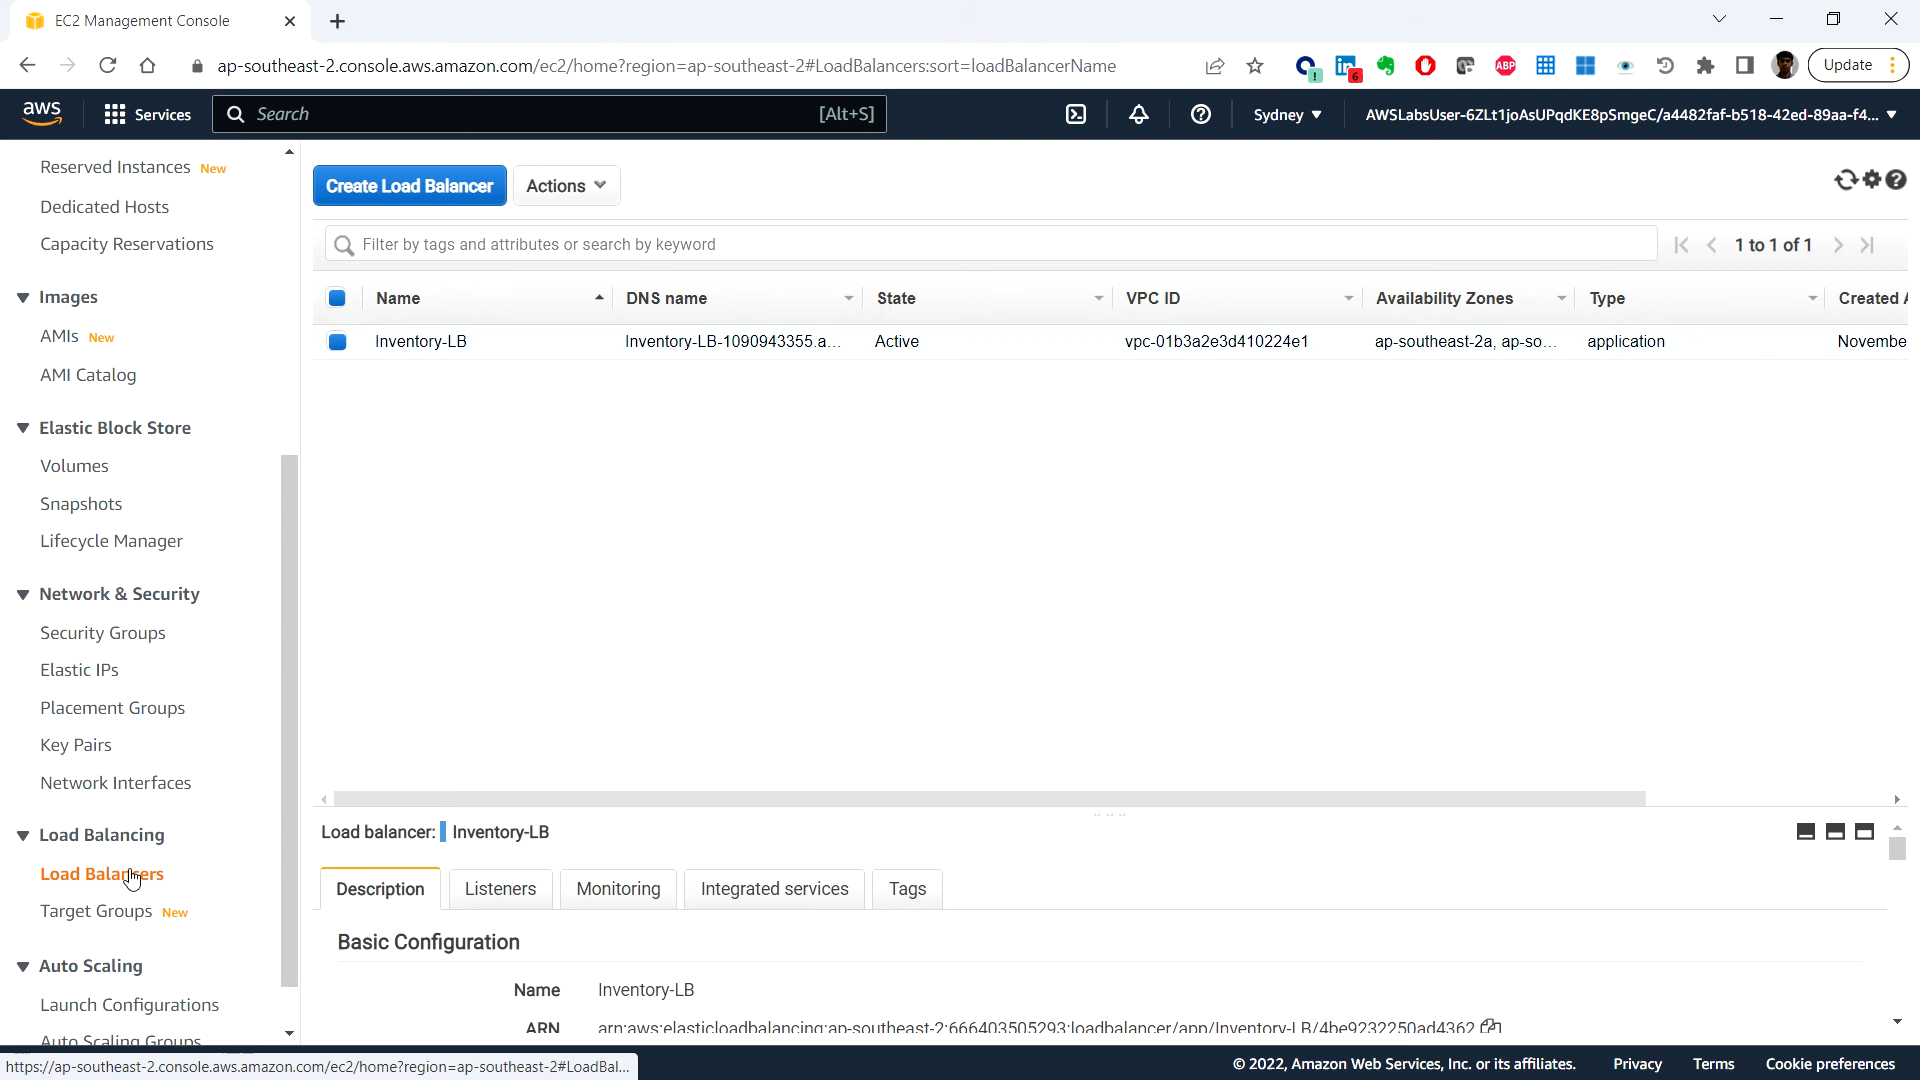 EC2 Management Console
ap-southeast-2.console.aws.amazon.com/ec2/home?region=ap-southeast-2#LoadBalancers:sort=loadBalancerName
6
ABP
Update
aws
Services
Search
[Alt+S]
Sydney
AWSLabsUser-6ZLt1joAsUPqdKE8pSmgeC/a4482faf-b518-42ed-89aa-f4...
Reserved Instances New
Dedicated Hosts
Capacity Reservations
Images
AMIs New
AMI Catalog
Elastic Block Store
Volumes
Snapshots
Lifecycle Manager
Network & Security
Security Groups
Elastic IPs
Placement Groups
Key Pairs
Network Interfaces
Load Balancing
Load Balancers
Target Groups New
Auto Scaling
Launch Configurations
Auto Scaling Groups
Create Load Balancer
Actions
Filter by tags and attributes or search by keyword
1 to 1 of 1
Name DNS name State VPC ID Availability Zones Type Created A
Inventory-LB Inventory-LB-1090943355.a... Active vpc-01b3a2e3d410224e1 ap-southeast-2a, ap-so... application Novembe
Load balancer: Inventory-LB
Description Listeners Monitoring Integrated services Tags
Basic Configuration
Name Inventory-LB
ARN arn:aws:elasticloadbalancing:ap-southeast-2:666403505293:loadbalancer/app/Inventory-LB/4be9232250ad4362
https://ap-southeast-2.console.aws.amazon.com/ec2/home?region=ap-southeast-2#LoadBal...
© 2022, Amazon Web Services, Inc. or its affiliates. Privacy Terms Cookie preferences